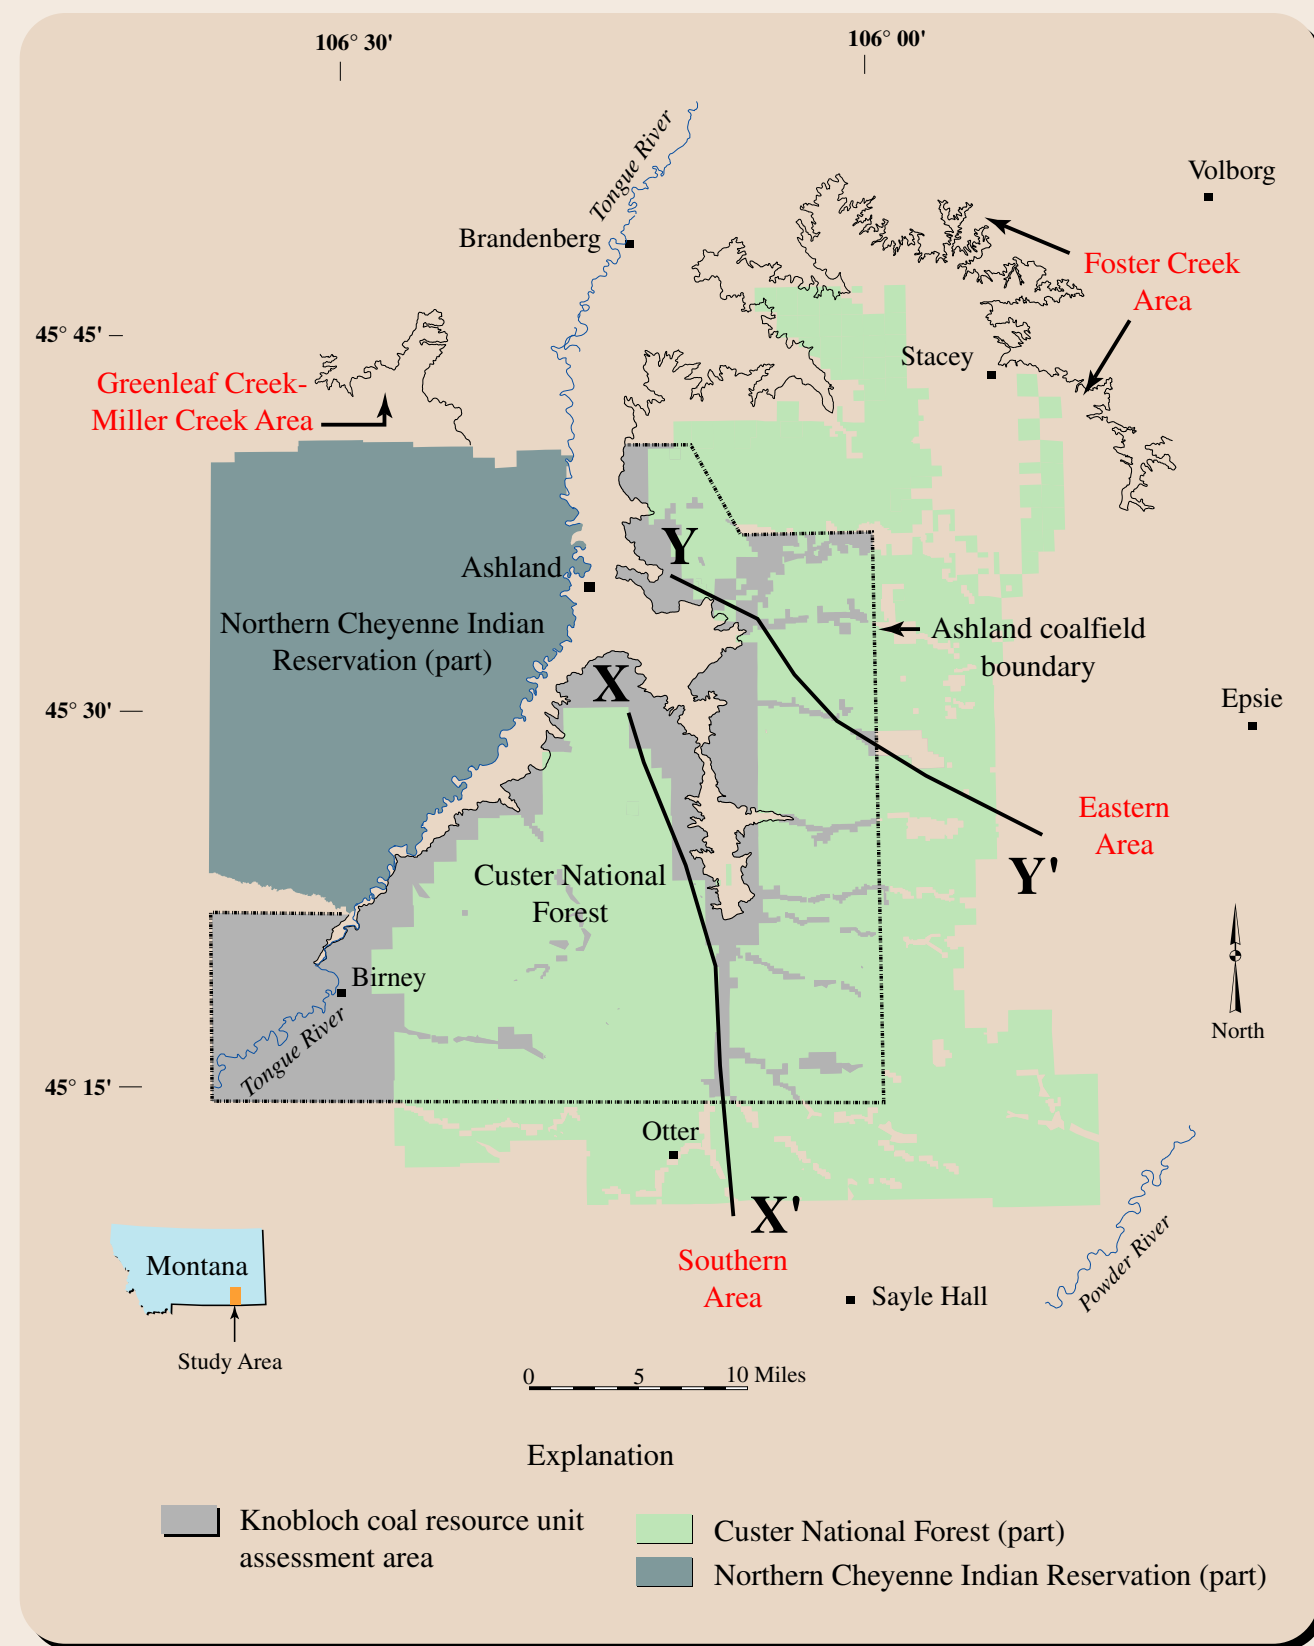 106° 30'
106° 00'
Tongue River
Volborg
Brandenberg
Foster Creek
Area
45° 45'
Stacey
Greenleaf Creek-
Miller Creek Area
Y
Ashland
Northern Cheyenne Indian
Reservation (part)
Ashland coalfield
boundary
X
45° 30'
Epsie
Eastern
Area
Y'
Custer National
Forest
Birney
Tongue River
North
45° 15'
Otter
X'
Southern
Area
Powder River
Montana
Sayle Hall
Study Area
0 5 10 Miles
Explanation
Knobloch coal resource unit
assessment area
Custer National Forest (part)
Northern Cheyenne Indian Reservation (part)